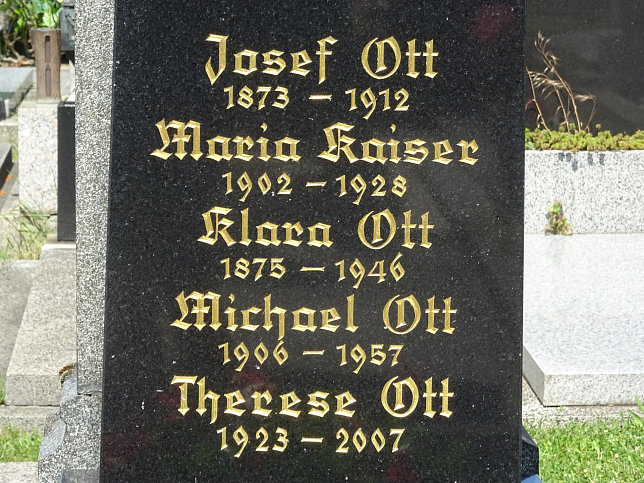 Josef Ott
1873 – 1912
Maria Kaiser
1902 – 1928
Klara Ott
1875 – 1946
Michael Ott
1906 – 1957
Therese Ott
1923 – 2007